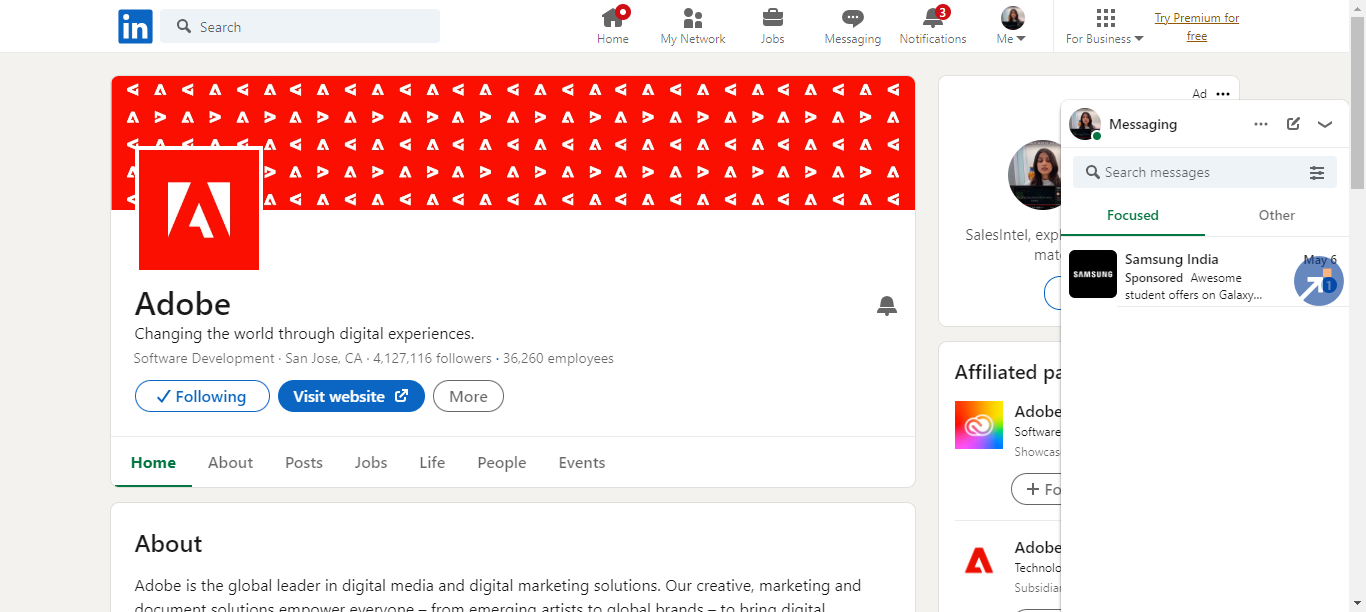 in
Search
Home
My Network
Jobs
Messaging
3
Notifications
Me
For Business
Try Premium for
free
Adobe
Changing the world through digital experiences.
Software Development · San Jose, CA · 4,127,116 followers · 36,260 employees
Following
Visit website
More
Home
About
Posts
Jobs
Life
People
Events
About
Adobe is the global leader in digital media and digital marketing solutions. Our creative, marketing and
document solutions empower everyone – from emerging artists to global brands – to bring digital
Ad
SalesIntel, exp
mat
Affiliated pa
Adobe
Software
Showcas
+ Fo
Adobe
Technolo
Subsidia
Messaging
Search messages
Focused
Other
SAMSUNG
Samsung India
May 6
Sponsored Awesome
student offers on Galaxy...
1